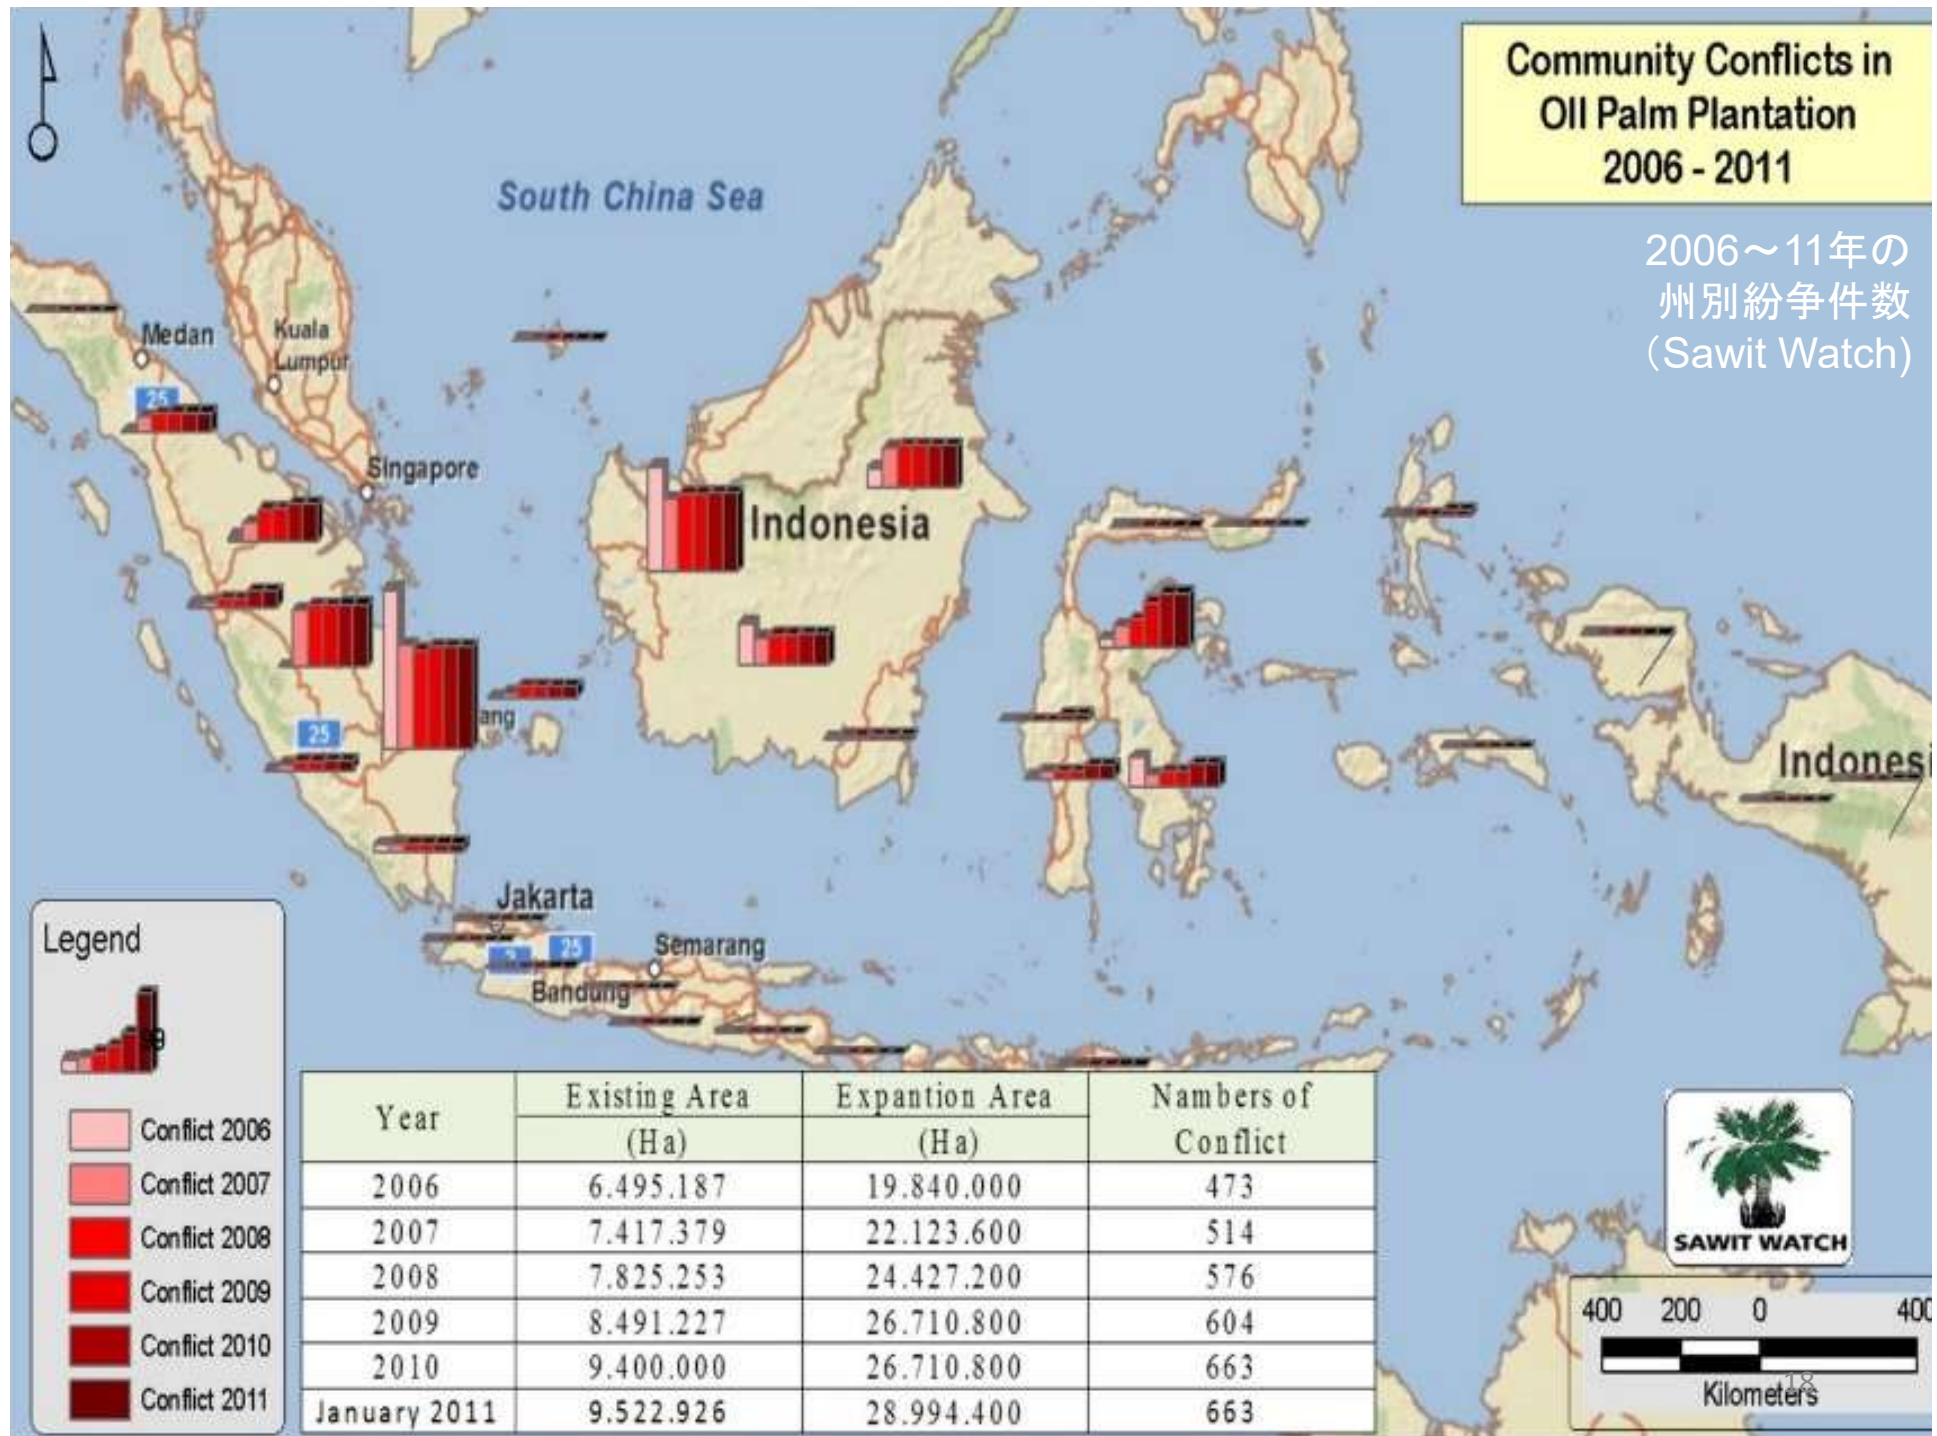 Community Conflicts in
OIl Palm Plantation
2006 - 2011
2006～11年の
州別紛争件数
（Sawit Watch)
South China Sea
Medan
Kuala
Lumpur
25
Singapore
Indonesia
25
ang
Indonesi
Jakarta
25
Semarang
Bandung
Legend
Conflict 2006
Conflict 2007
Conflict 2008
Conflict 2009
Conflict 2010
Conflict 2011
Year Existing Area Expantion Area Nambers of
(Ha) (Ha) Conflict
2006 6.495.187 19.840.000 473
2007 7.417.379 22.123.600 514
2008 7.825.253 24.427.200 576
2009 8.491.227 26.710.800 604
2010 9.400.000 26.710.800 663
January 2011 9.522.926 28.994.400 663
SAWIT WATCH
400 200 0 400
Kilometers
18